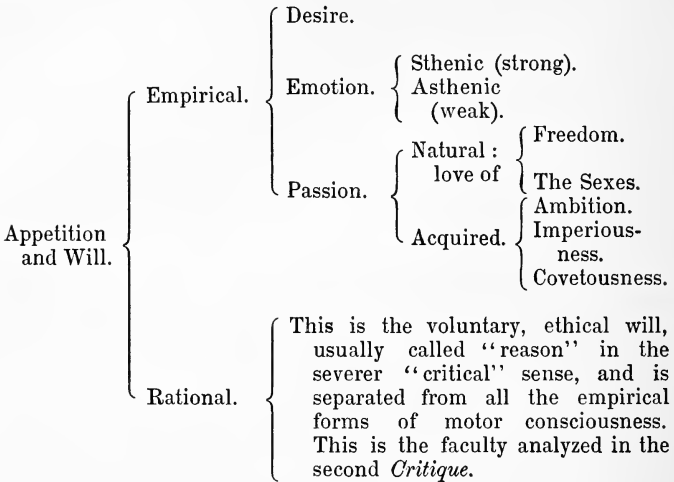 Desire.
Sthenic (strong).
Emotion.
Asthenic
(weak).
Empirical.
Freedom.
Natural :
love of
The Sexes.
Passion.
Ambition.
Acquired.
Imperious-
ness.
Covetousness.
Appetition
and Will.
This is the voluntary, ethical will,
usually called “reason” in the
severer “critical” sense, and is
Rational.
separated from all the empirical
forms of motor consciousness.
This is the faculty analyzed in the
second Critique.